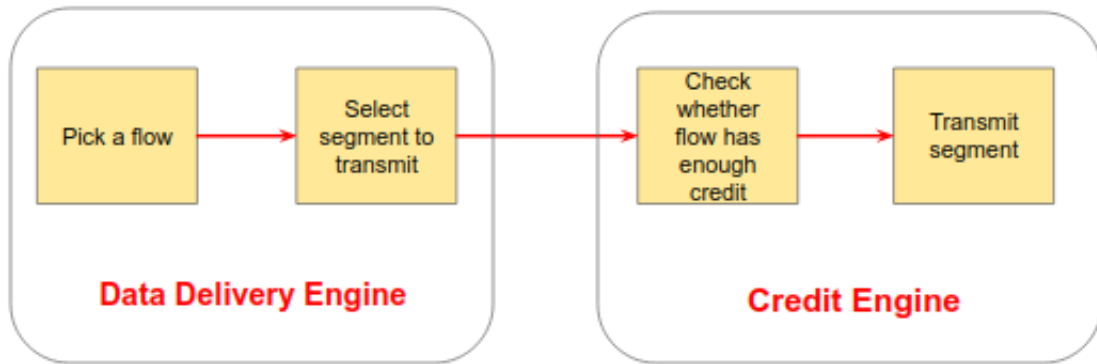 Pick a flow
Select
segment to
transmit
Check
whether
flow has
enough
credit
Transmit
segment
Data Delivery Engine
Credit Engine